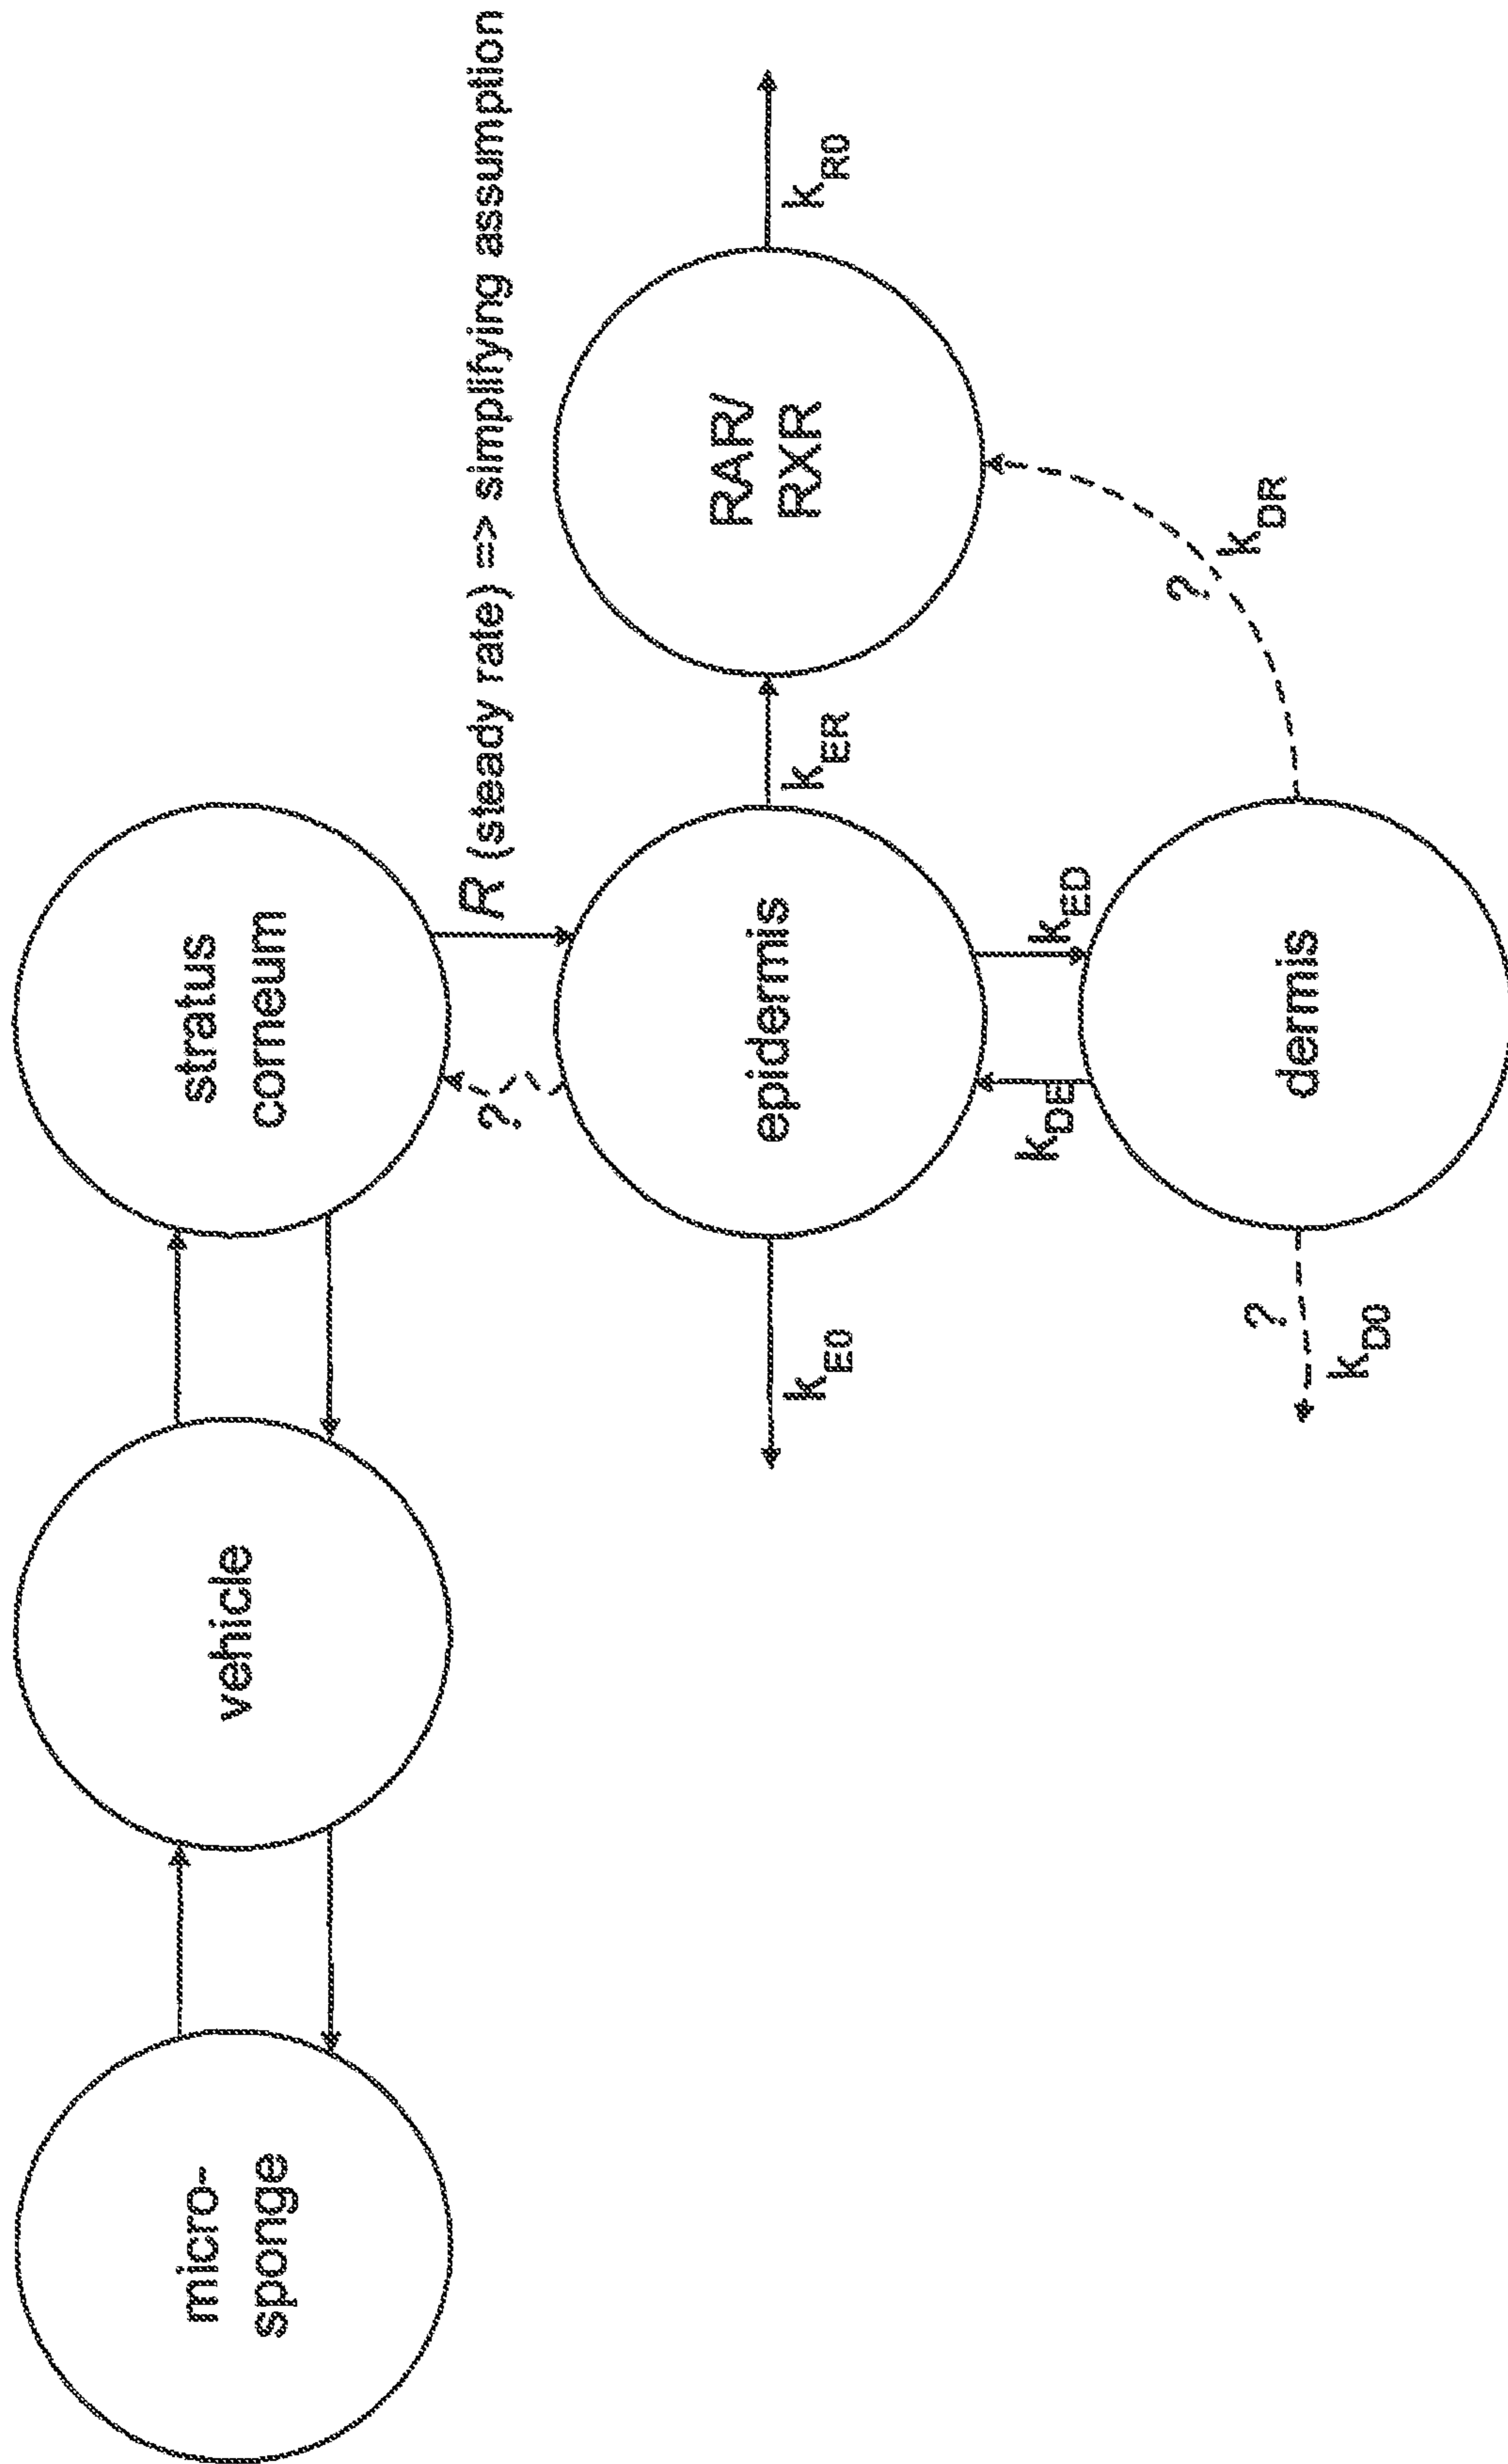 micro-
sponge
vehicle
stratus
corneum
R (steady rate) => simplifying assumption
?
epidermis
k_E0
k_ER
RAR/
RXR
k_R0
k_DE
k_ED
dermis
?
k_D0
?
k_DR